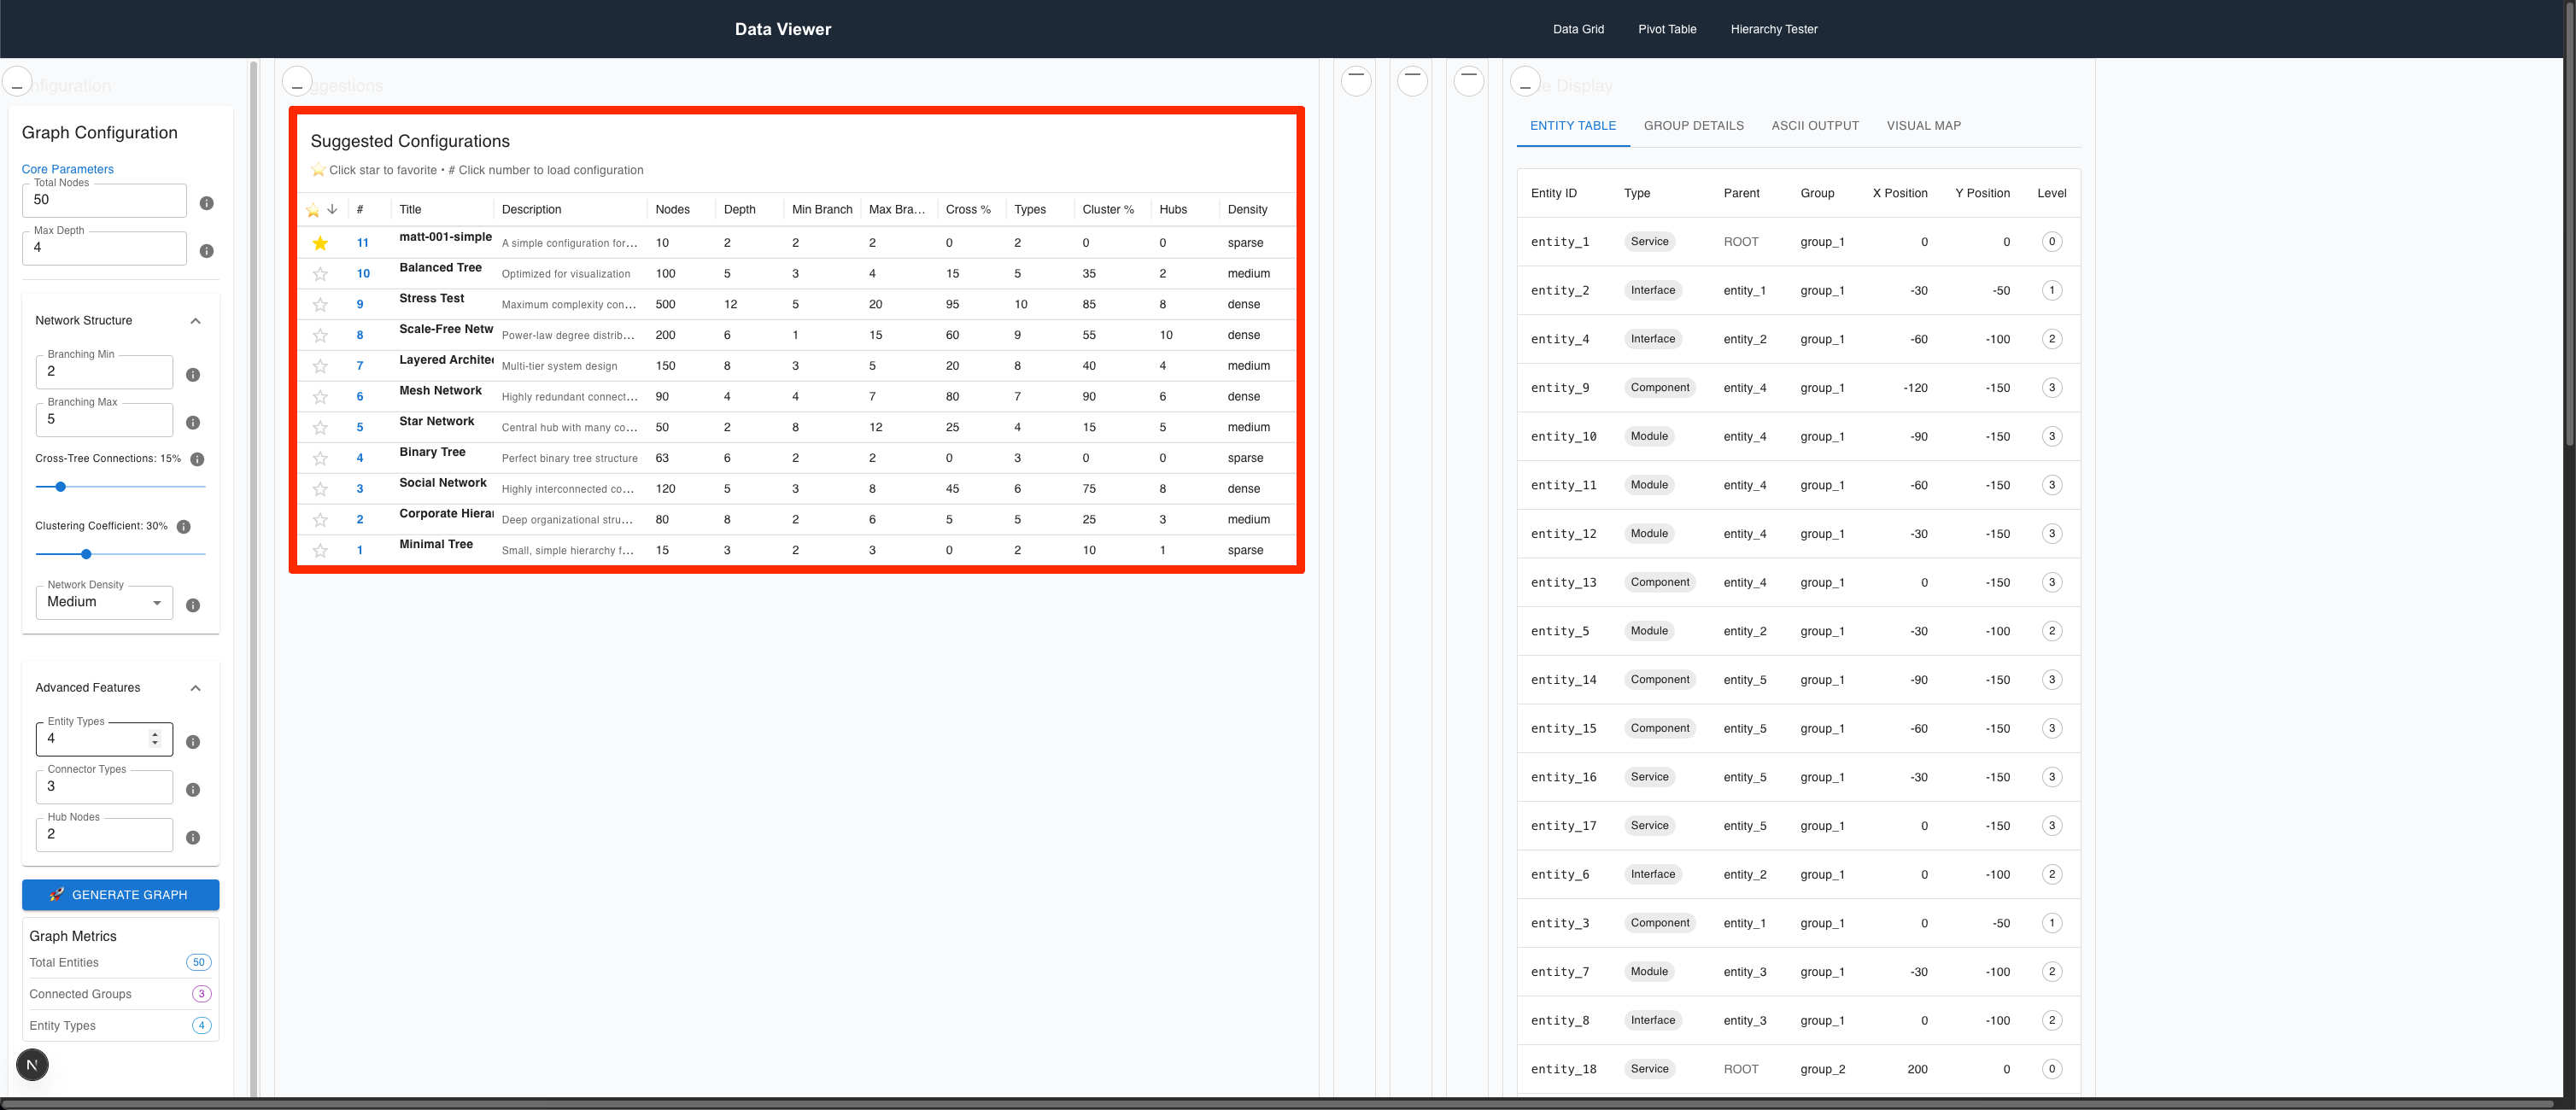 Data Viewer
Data Grid
Pivot Table
Hierarchy Tester
nfiguration
Graph Configuration
Core Parameters
Total Nodes
50
Max Depth
4
Network Structure
Branching Min
2
Branching Max
5
Cross-Tree Connections: 15%
Clustering Coefficient: 30%
Network Density
Medium
Advanced Features
Entity Types
4
Connector Types
3
Hub Nodes
2
🚀 GENERATE GRAPH
Graph Metrics
Total Entities 50
Connected Groups 3
Entity Types 4
N
ggestions
Suggested Configurations
⭐ Click star to favorite • # Click number to load configuration
⭐ ↓ # Title Description Nodes Depth Min Branch Max Bra... Cross % Types Cluster % Hubs Density
★ 11 matt-001-simple A simple configuration for... 10 2 2 2 0 2 0 0 sparse
☆ 10 Balanced Tree Optimized for visualization 100 5 3 4 15 5 35 2 medium
☆ 9 Stress Test Maximum complexity con... 500 12 5 20 95 10 85 8 dense
☆ 8 Scale-Free Netw Power-law degree distrib... 200 6 1 15 60 9 55 10 dense
☆ 7 Layered Architec Multi-tier system design 150 8 3 5 20 8 40 4 medium
☆ 6 Mesh Network Highly redundant connect... 90 4 4 7 80 7 90 6 dense
☆ 5 Star Network Central hub with many co... 50 2 8 12 25 4 15 5 medium
☆ 4 Binary Tree Perfect binary tree structure 63 6 2 2 0 3 0 0 sparse
☆ 3 Social Network Highly interconnected co... 120 5 3 8 45 6 75 8 dense
☆ 2 Corporate Hierar Deep organizational stru... 80 8 2 6 5 5 25 3 medium
☆ 1 Minimal Tree Small, simple hierarchy f... 15 3 2 3 0 2 10 1 sparse
e Display
ENTITY TABLE
GROUP DETAILS
ASCII OUTPUT
VISUAL MAP
Entity ID Type Parent Group X Position Y Position Level
entity_1 Service ROOT group_1 0 0 0
entity_2 Interface entity_1 group_1 -30 -50 1
entity_4 Interface entity_2 group_1 -60 -100 2
entity_9 Component entity_4 group_1 -120 -150 3
entity_10 Module entity_4 group_1 -90 -150 3
entity_11 Module entity_4 group_1 -60 -150 3
entity_12 Module entity_4 group_1 -30 -150 3
entity_13 Component entity_4 group_1 0 -150 3
entity_5 Module entity_2 group_1 -30 -100 2
entity_14 Component entity_5 group_1 -90 -150 3
entity_15 Component entity_5 group_1 -60 -150 3
entity_16 Service entity_5 group_1 -30 -150 3
entity_17 Service entity_5 group_1 0 -150 3
entity_6 Interface entity_2 group_1 0 -100 2
entity_3 Component entity_1 group_1 0 -50 1
entity_7 Module entity_3 group_1 -30 -100 2
entity_8 Interface entity_3 group_1 0 -100 2
entity_18 Service ROOT group_2 200 0 0